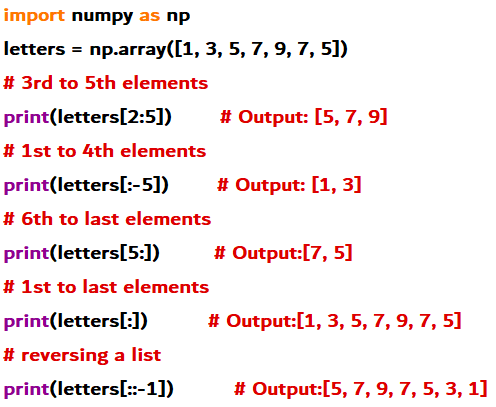 import numpy as np
letters = np.array([1, 3, 5, 7, 9, 7, 5])
# 3rd to 5th elements
print(letters[2:5]) # Output: [5, 7, 9]
# 1st to 4th elements
print(letters[:-5]) # Output: [1, 3]
# 6th to last elements
print(letters[5:]) # Output:[7, 5]
# 1st to last elements
print(letters[:]) # Output:[1, 3, 5, 7, 9, 7, 5]
# reversing a list
print(letters[::-1]) # Output:[5, 7, 9, 7, 5, 3, 1]